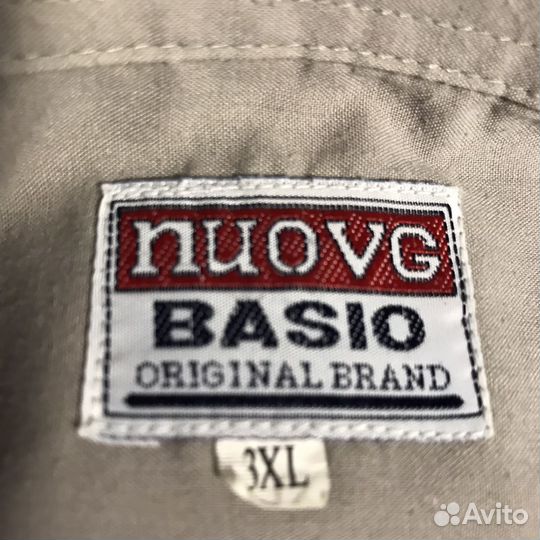 nuovG
BASIO
ORIGINAL BRAND
3XL
Avito